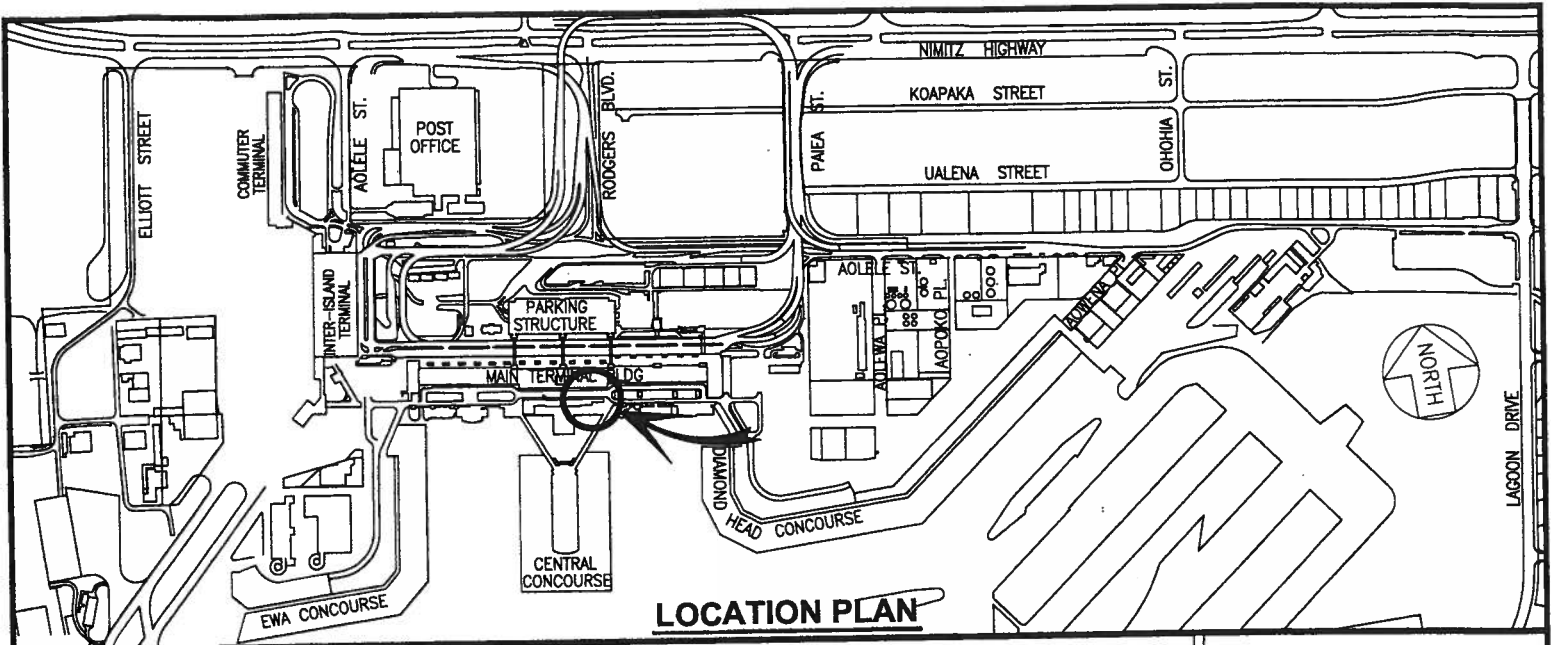 NIMITZ HIGHWAY
ELLIOTT STREET
COMMUTER
TERMINAL
AOLELE ST.
POST
OFFICE
RODGERS BLVD.
PAIEA ST.
KOAPAKA STREET
OHOHIA ST.
UALENA STREET
INTER-ISLAND
TERMINAL
PARKING
STRUCTURE
AOLELE ST.
AOLEWA PL.
AOPOKO PL.
AOWENA
NORTH
LAGOON DRIVE
MAIN TERMINAL BLDG
DIAMOND HEAD CONCOURSE
CENTRAL
CONCOURSE
EWA CONCOURSE
LOCATION PLAN